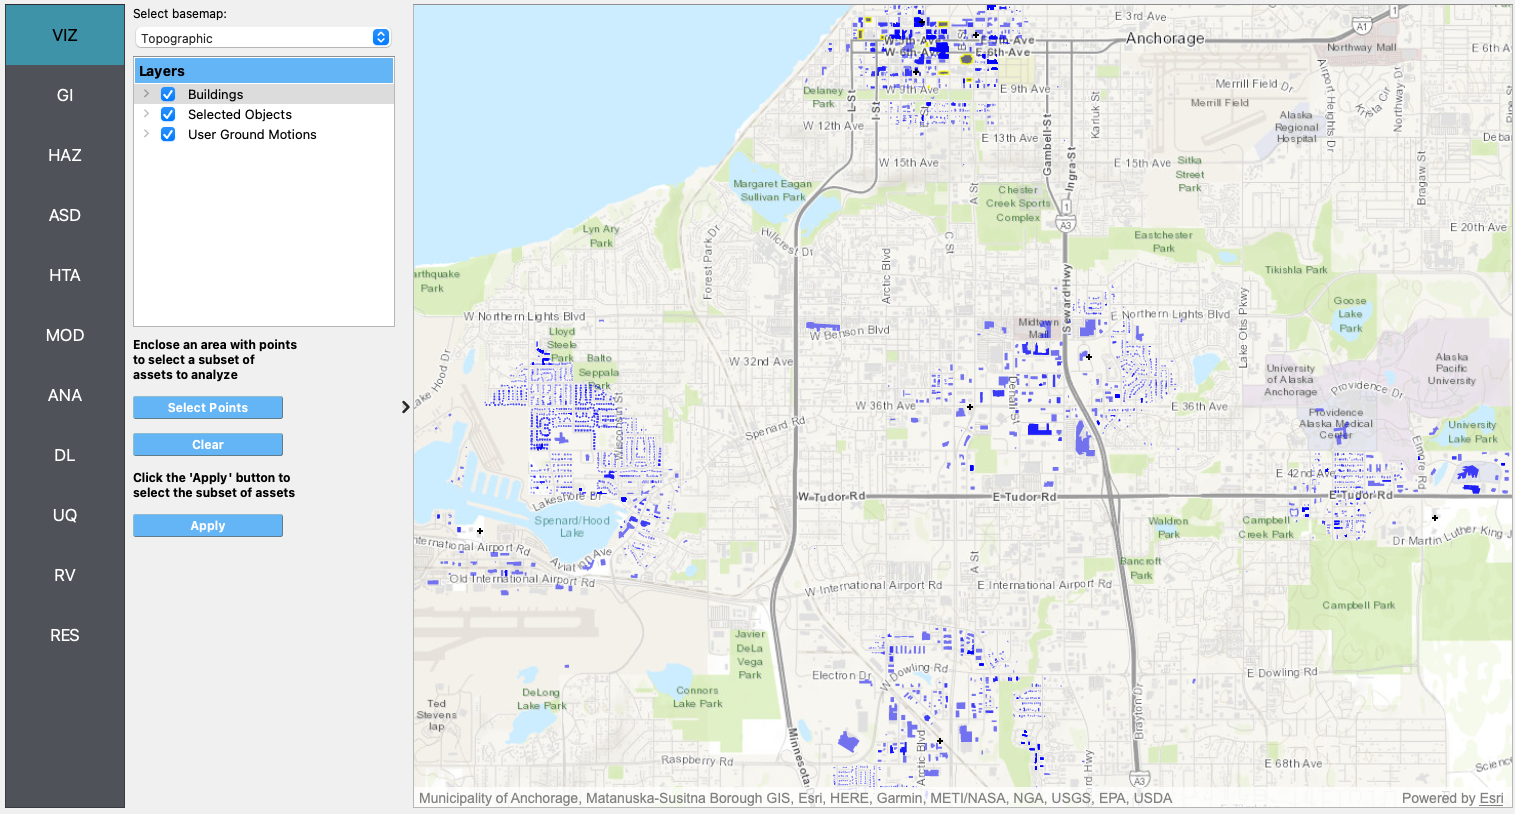 Select basemap:
Topographic
Layers
Buildings
Selected Objects
User Ground Motions
Enclose an area with points
to select a subset of
assets to analyze
Select Points
Clear
Click the 'Apply' button to
select the subset of assets
Apply
VIZ
GI
HAZ
ASD
HTA
MOD
ANA
DL
UQ
RV
RES
E 3rd Ave
A1
1
Anchorage
Northway Mall
E 6th A
W 6th Ave
E 6th Ave
Delaney
Park
W 9th Ave
E 9th Ave
Merrill Field Dr
Merrill Field
Airport Heights Dr
Krista Cir
Northway Dr
L St
I St
W 12th Ave
E 13th Ave
Gambell St
Ingra St
Karluk St
Alaska
Regional
Hospital
Deba
W 15th Ave
E 15th Ave
Sitka
Street
Park
Bragaw St
Margaret Eagan
Sullivan Park
A St
Chester
Creek Sports
Complex
1
A3
Lyn Ary
Park
Forest Park Dr
Hillcrest Dr
C St
Arctic Blvd
Eastchester
Park
E 20th Ave
arthquake
Park
Seward Hwy
Tikishla Park
Lake Otis Pkwy
Goose
Lake
Park
W Northern Lights Blvd
Lloyd
Steele
Park
W Benson Blvd
Midtown
Mall
E Northern Lights Blvd
Balto
Seppala
Park
W 32nd Ave
Lake Hood Dr
University
of Alaska
Anchorage
Alaska
Pacific
University
Providence Dr
Denali St
W 36th Ave
E 36th Ave
Providence
Alaska Medical
Center
Wisconsin St
Spenard Rd
University
Lake Park
Elmore Rd
E 42nd Ave
Lakeshore Dr
W Tudor Rd
E Tudor Rd
E Tudor Rd
Spenard/Hood
Lake
Waldron
Park
Campbell
Creek Park
Dr Martin Luther King J
nternational Airport Rd
Aviation Ave
A St
Bancroft
Park
Old International Airport Rd
W International Airport Rd
E International Airport Rd
Campbell Park
Javier
DeLa
Vega
Park
Electron Dr
W Dowling Rd
E Dowling Rd
Ted
Stevens
Iap
DeLong
Lake Park
Connors
Lake Park
Brayton Dr
Minnesota
Arctic Blvd
Raspberry Rd
rd Hwy
A3
E 68th Ave
Scienc
Municipality of Anchorage, Matanuska-Susitna Borough GIS, Esri, HERE, Garmin, METI/NASA, NGA, USGS, EPA, USDA
Powered by Esri